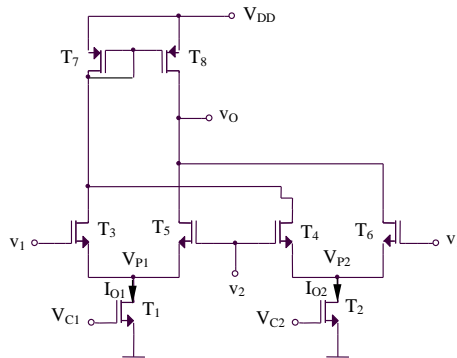 V_DD
T_7
T_8
v_O
T_3
T_5
T_4
T_6
v_1
v
V_P1
V_P2
v_2
I_O1
T_1
I_O2
T_2
V_C1
V_C2